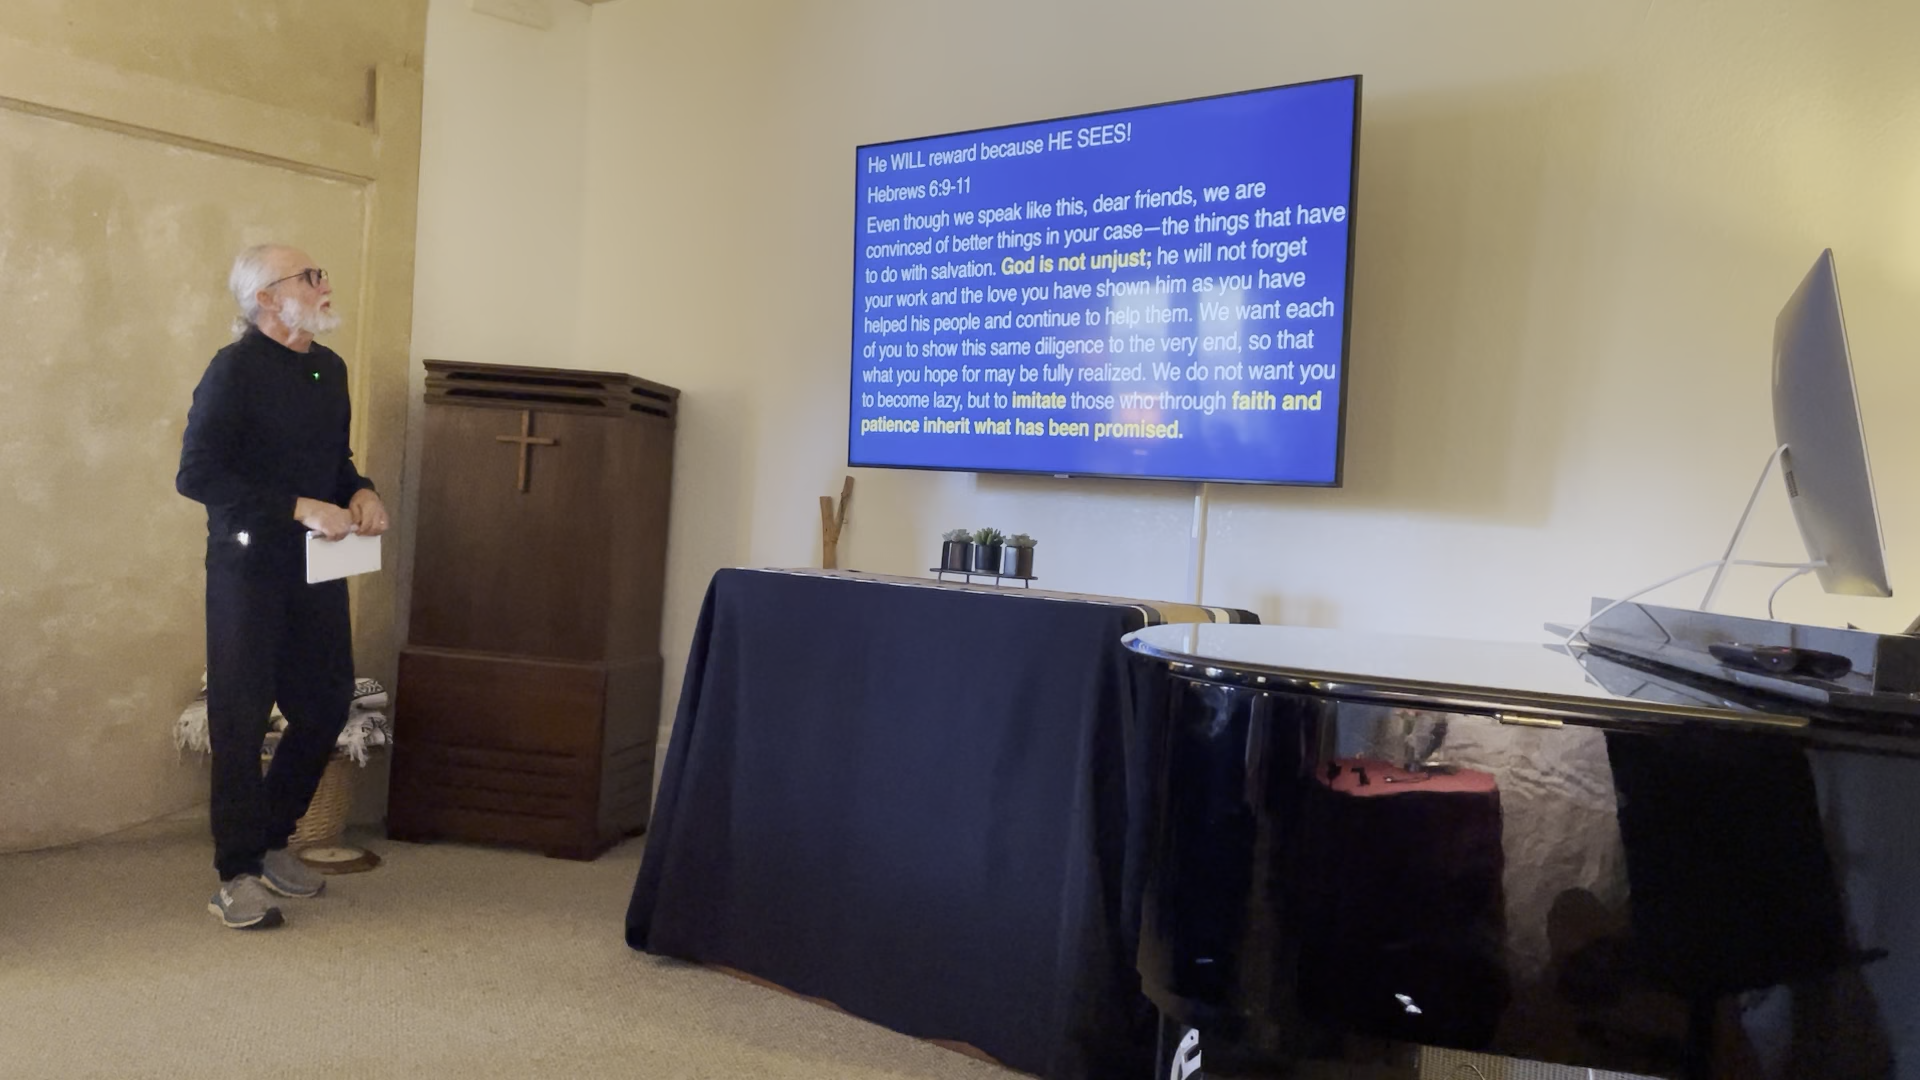 He WILL reward because HE SEES!
Hebrews 6:9-11
Even though we speak like this, dear friends, we are
convinced of better things in your case—the things that have
to do with salvation. God is not unjust; he will not forget
your work and the love you have shown him as you have
helped his people and continue to help them. We want each
of you to show this same diligence to the very end, so that
what you hope for may be fully realized. We do not want you
to become lazy, but to imitate those who through faith and
patience inherit what has been promised.